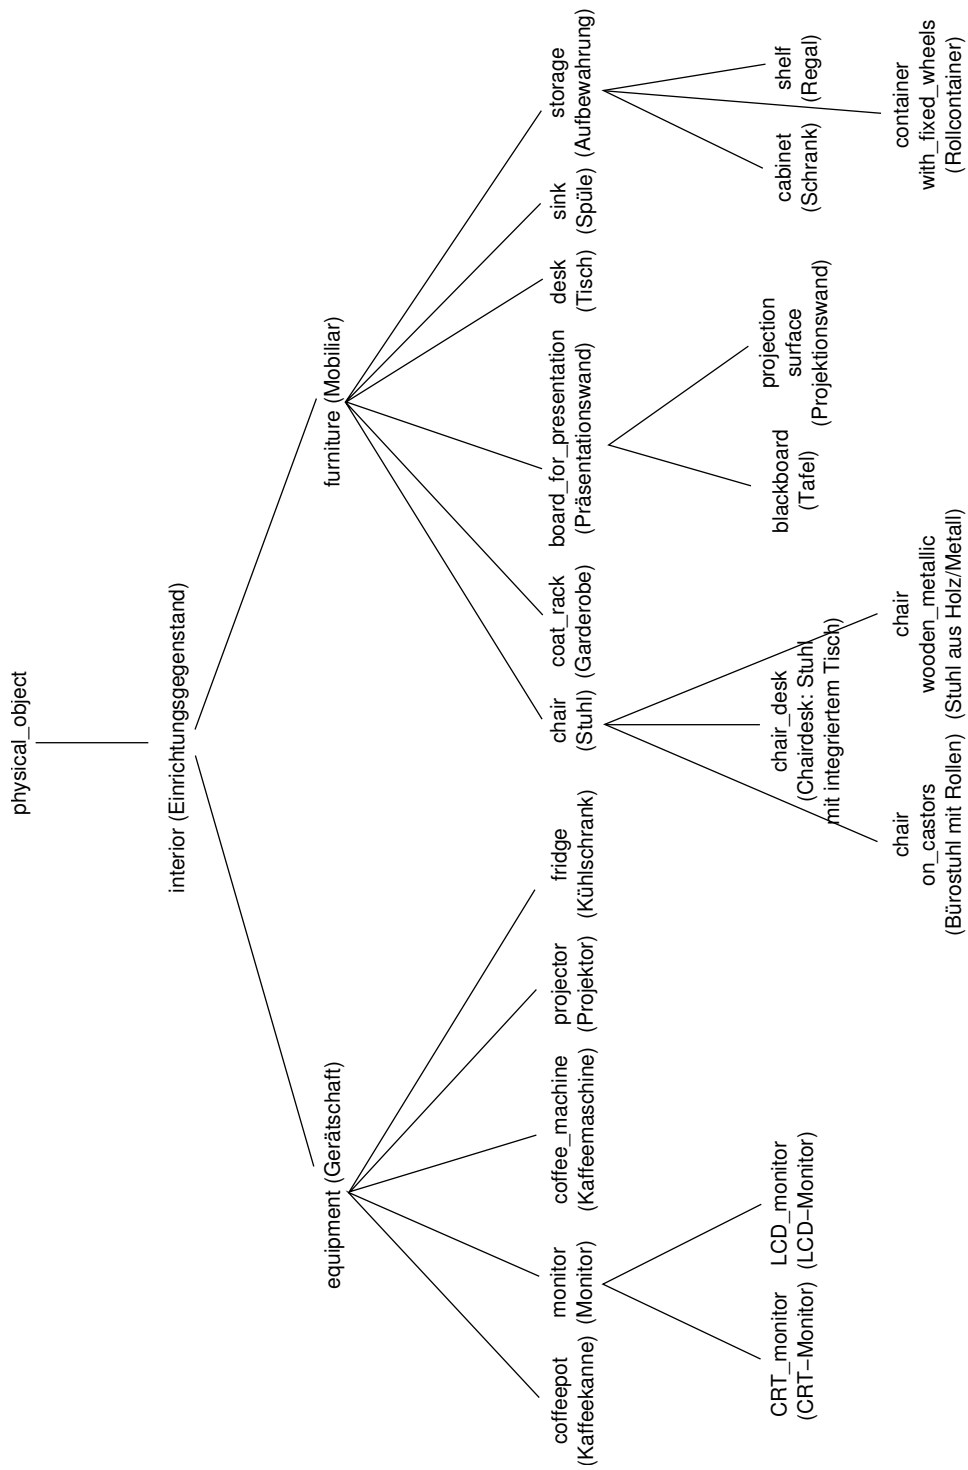 physical_object
interior (Einrichtungsgegenstand)
equipment (Gerätschaft)
furniture (Mobiliar)
coffeepot
(Kaffeekanne)
monitor
(Monitor)
coffee_machine
(Kaffeemaschine)
projector
(Projektor)
fridge
(Kühlschrank)
chair
(Stuhl)
coat_rack
(Garderobe)
board_for_presentation
(Präsentationswand)
desk
(Tisch)
sink
(Spüle)
storage
(Aufbewahrung)
CRT_monitor
(CRT−Monitor)
LCD_monitor
(LCD−Monitor)
chair_desk
(Chairdesk: Stuhl
mit integriertem Tisch)
blackboard
(Tafel)
projection
surface
(Projektionswand)
cabinet
(Schrank)
shelf
(Regal)
chair
on_castors
(Bürostuhl mit Rollen)
chair
wooden_metallic
(Stuhl aus Holz/Metall)
container
with_fixed_wheels
(Rollcontainer)